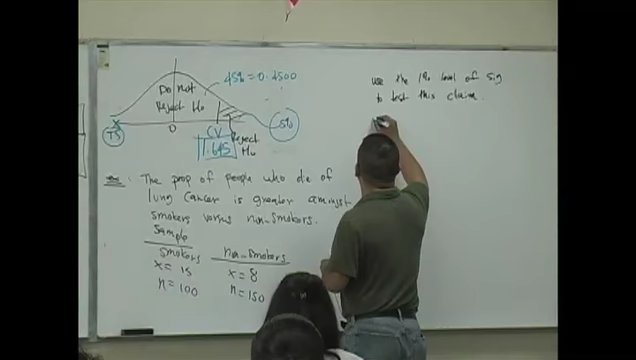 Do not
Reject Ho
45% = 0.4500
5%
TS
0
CV
1.645
Reject
Ho
Ex: The prop of people who die of
lung cancer is greater amongst
smokers versus non-smokers.
Sample
smokers
x = 15
n = 100
non-smokers
x = 8
n = 150
use the 1% level of sig
to test this claim.